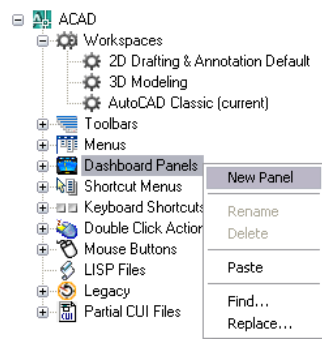 ACAD
Workspaces
2D Drafting & Annotation Default
3D Modeling
AutoCAD Classic (current)
Toolbars
Menus
Dashboard Panels
Shortcut Menus
Keyboard Shortcuts
Double Click Action
Mouse Buttons
LISP Files
Legacy
Partial CUI Files
New Panel
Rename
Delete
Paste
Find...
Replace...